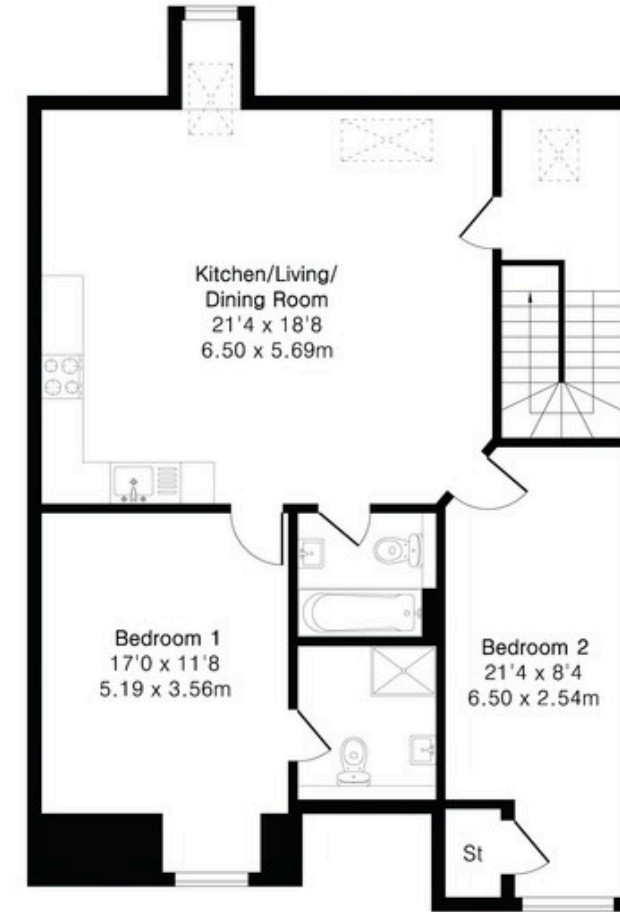 Kitchen/Living/
Dining Room
21'4 x 18'8
6.50 x 5.69m
Bedroom 1
17'0 x 11'8
5.19 x 3.56m
Bedroom 2
21'4 x 8'4
6.50 x 2.54m
St